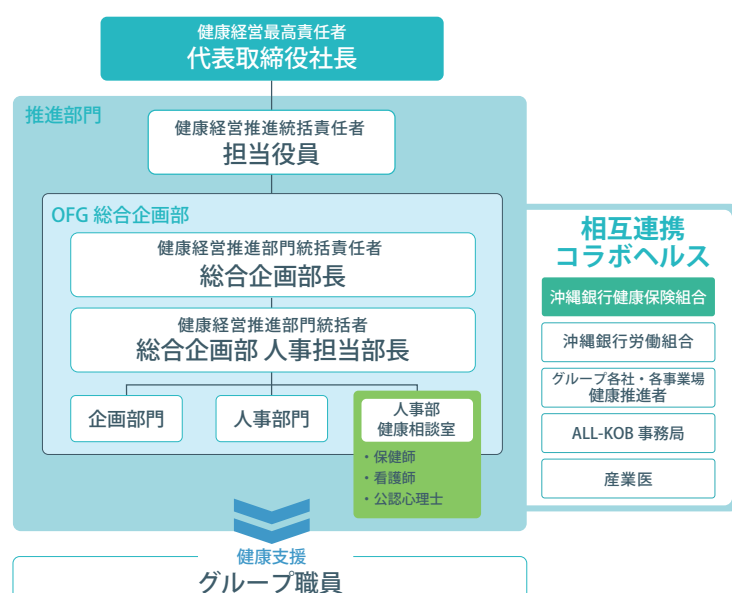 健康経営最高責任者
代表取締役社長
推進部門
健康経営推進統括責任者
担当役員
OFG 総合企画部
健康経営推進部門統括責任者
総合企画部長
健康経営推進部門統括者
総合企画部 人事担当部長
企画部門
人事部門
人事部
健康相談室
・保健師
・看護師
・公認心理士
相互連携
コラボヘルス
沖縄銀行健康保険組合
沖縄銀行労働組合
グループ各社・各事業場
健康推進者
ALL-KOB 事務局
産業医
健康支援
グループ職員